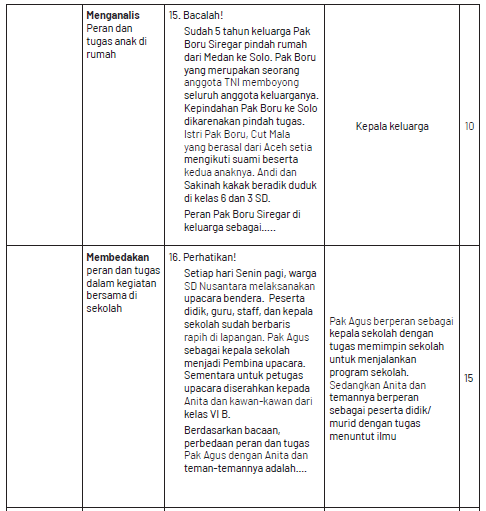 Menganalis
Peran dan
tugas anak di
rumah
15. Bacalah!
Sudah 5 tahun keluarga Pak
Boru Siregar pindah rumah
dari Medan ke Solo. Pak Boru
yang merupakan seorang
anggota TNI memboyong
seluruh anggota keluarganya.
Kepindahan Pak Boru ke Solo
dikarenakan pindah tugas.
Istri Pak Boru, Cut Mala
yang berasal dari Aceh setia
mengikuti suami beserta
kedua anaknya. Andi dan
Sakinah kakak beradik duduk
di kelas 6 dan 3 SD.
Peran Pak Boru Siregar di
keluarga sebagai.....
Kepala keluarga
10
Membedakan
peran dan tugas
dalam kegiatan
bersama di
sekolah
16. Perhatikan!
Setiap hari Senin pagi, warga
SD Nusantara melaksanakan
upacara bendera. Peserta
didik, guru, staff, dan kepala
sekolah sudah berbaris
rapih di lapangan. Pak Agus
sebagai kepala sekolah
menjadi Pembina upacara.
Sementara untuk petugas
upacara diserahkan kepada
Anita dan kawan-kawan dari
kelas VI B.
Berdasarkan bacaan,
perbedaan peran dan tugas
Pak Agus dengan Anita dan
teman-temannya adalah....
Pak Agus berperan sebagai
kepala sekolah dengan
tugas memimpin sekolah
untuk menjalankan
program sekolah.
Sedangkan Anita dan
temannya berperan
sebagai peserta didik/
murid dengan tugas
menuntut ilmu
15